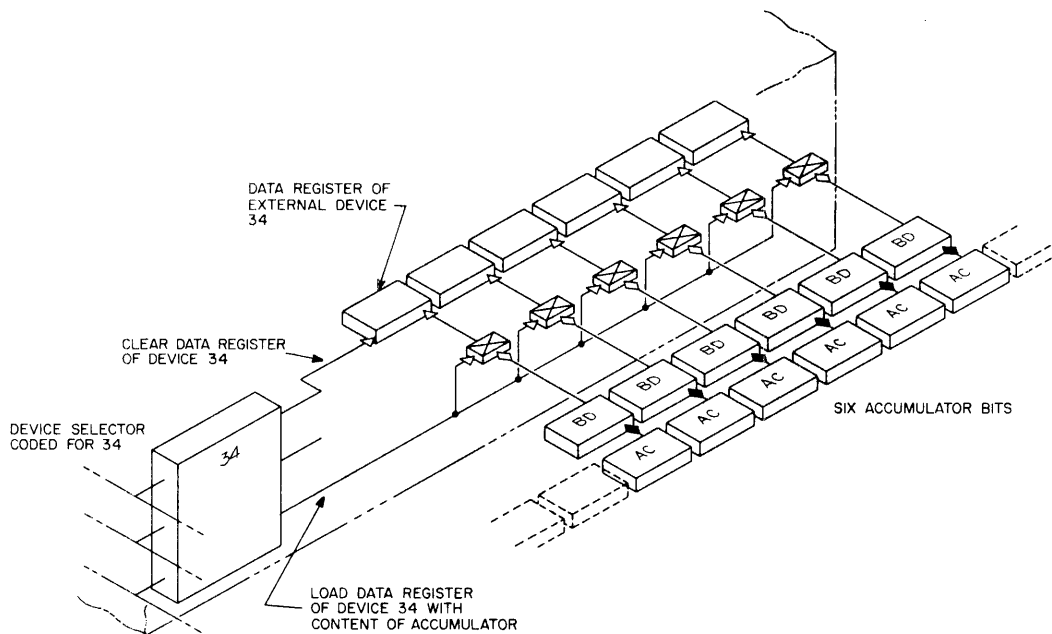 DATA REGISTER OF
EXTERNAL DEVICE
34
CLEAR DATA REGISTER
OF DEVICE 34
DEVICE SELECTOR
CODED FOR 34
34
BD
BD
BD
BD
BD
BD
AC
AC
AC
AC
AC
AC
SIX ACCUMULATOR BITS
LOAD DATA REGISTER
OF DEVICE 34 WITH
CONTENT OF ACCUMULATOR